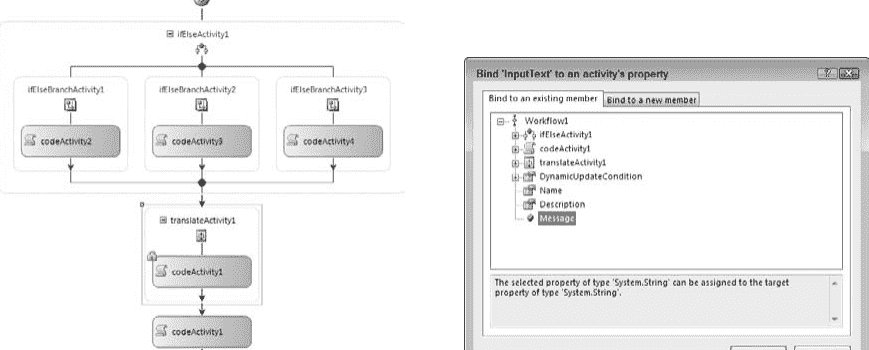 ifElseActivity1
ifElseBranchActivity1
ifElseBranchActivity2
ifElseBranchActivity3
codeActivity2
codeActivity3
codeActivity4
translateActivity1
codeActivity1
codeActivity1
Bind 'InputText' to an activity's property
Bind to an existing member
Bind to a new member
Workflow1
ifElseActivity1
codeActivity1
translateActivity1
DynamicUpdateCondition
Name
Description
Message
The selected property of type 'System.String' can be assigned to the target
property of type 'System.String'.